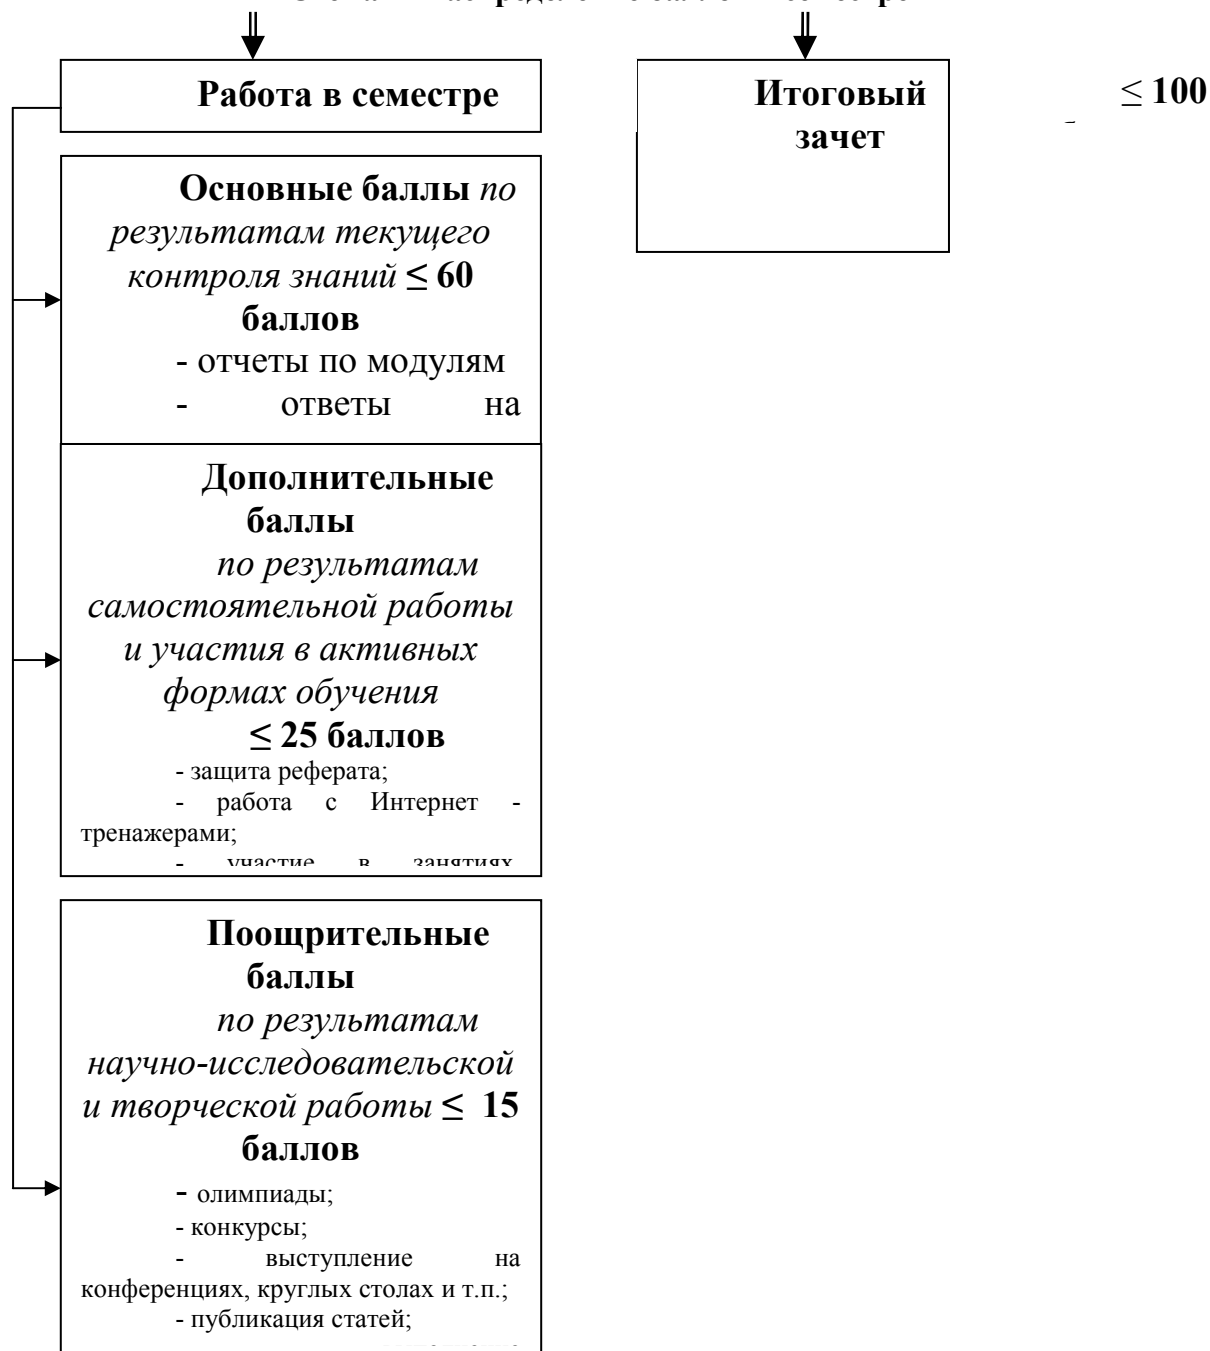 Работа в семестре
Основные баллы по
результатам текущего
контроля знаний ≤ 60
баллов
- отчеты по модулям
- ответы на
Дополнительные
баллы
по результатам
самостоятельной работы
и участия в активных
формах обучения
≤ 25 баллов
- защита реферата;
- работа с Интернет -
тренажерами;
- участие в занятиях
Поощрительные
баллы
по результатам
научно-исследовательской
и творческой работы ≤ 15
баллов
- олимпиады;
- конкурсы;
- выступление на
конференциях, круглых столах и т.п.;
- публикация статей;
Итоговый
зачет
≤ 100